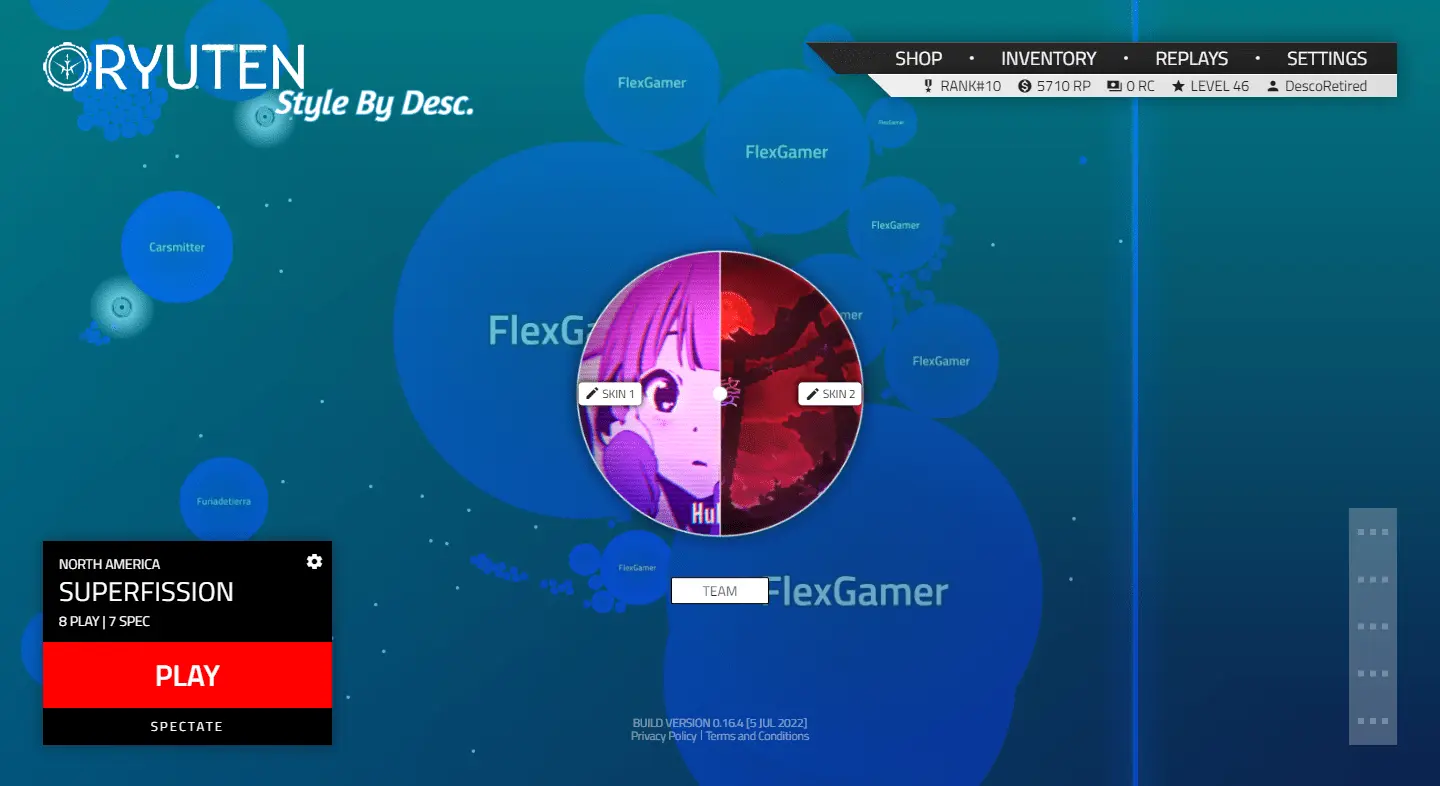 RYUTEN
Style By Desc.
SHOP • INVENTORY • REPLAYS • SETTINGS
RANK#10 5710 RP 0 RC LEVEL 46 DescoRetired
FlexGamer
FlexGamer
FlexGamer
FlexGamer
Carsmitter
FlexGa
mer
FlexGamer
SKIN 1
SKIN 2
Hul
Furiadetierra
FlexGamer
TEAM
FlexGamer
NORTH AMERICA
SUPERFISSION
8 PLAY | 7 SPEC
PLAY
SPECTATE
BUILD VERSION 0.16.4 [5 JUL 2022]
Privacy Policy | Terms and Conditions